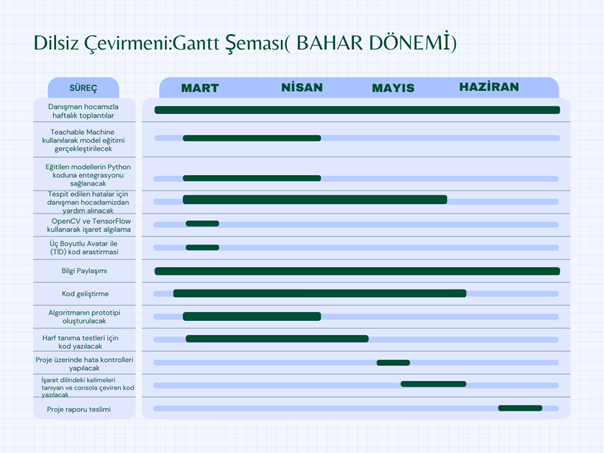 Dilsiz Çevirmeni:Gantt Şeması( BAHAR DÖNEMİ)
SÜREÇ
MART NİSAN MAYIS HAZİRAN
Danışman hocamızla
haftalık toplantılar
Teachable Machine
kullanılarak model eğitimi
gerçekleştirilecek
Eğitilen modellerin Python
koduna entegrasyonu
sağlanacak
Tespit edilen hatalar için
danışman hocadamizdan
yardım alınacak
OpenCV ve TensorFlow
kullanarak işaret algılama
Üç Boyutlu Avatar ile
(TİD) kod arastirması
Bilgi Paylaşımı
Kod geliştirme
Algoritmanın prototipi
oluşturulacak
Harf tanıma testleri için
kod yazılacak
Proje üzerinde hata kontrolleri
yapılacak
İşaret dilindeki kelimeleri
tanıyan ve consola çeviren kod
yazılacak
Proje raporu teslimi